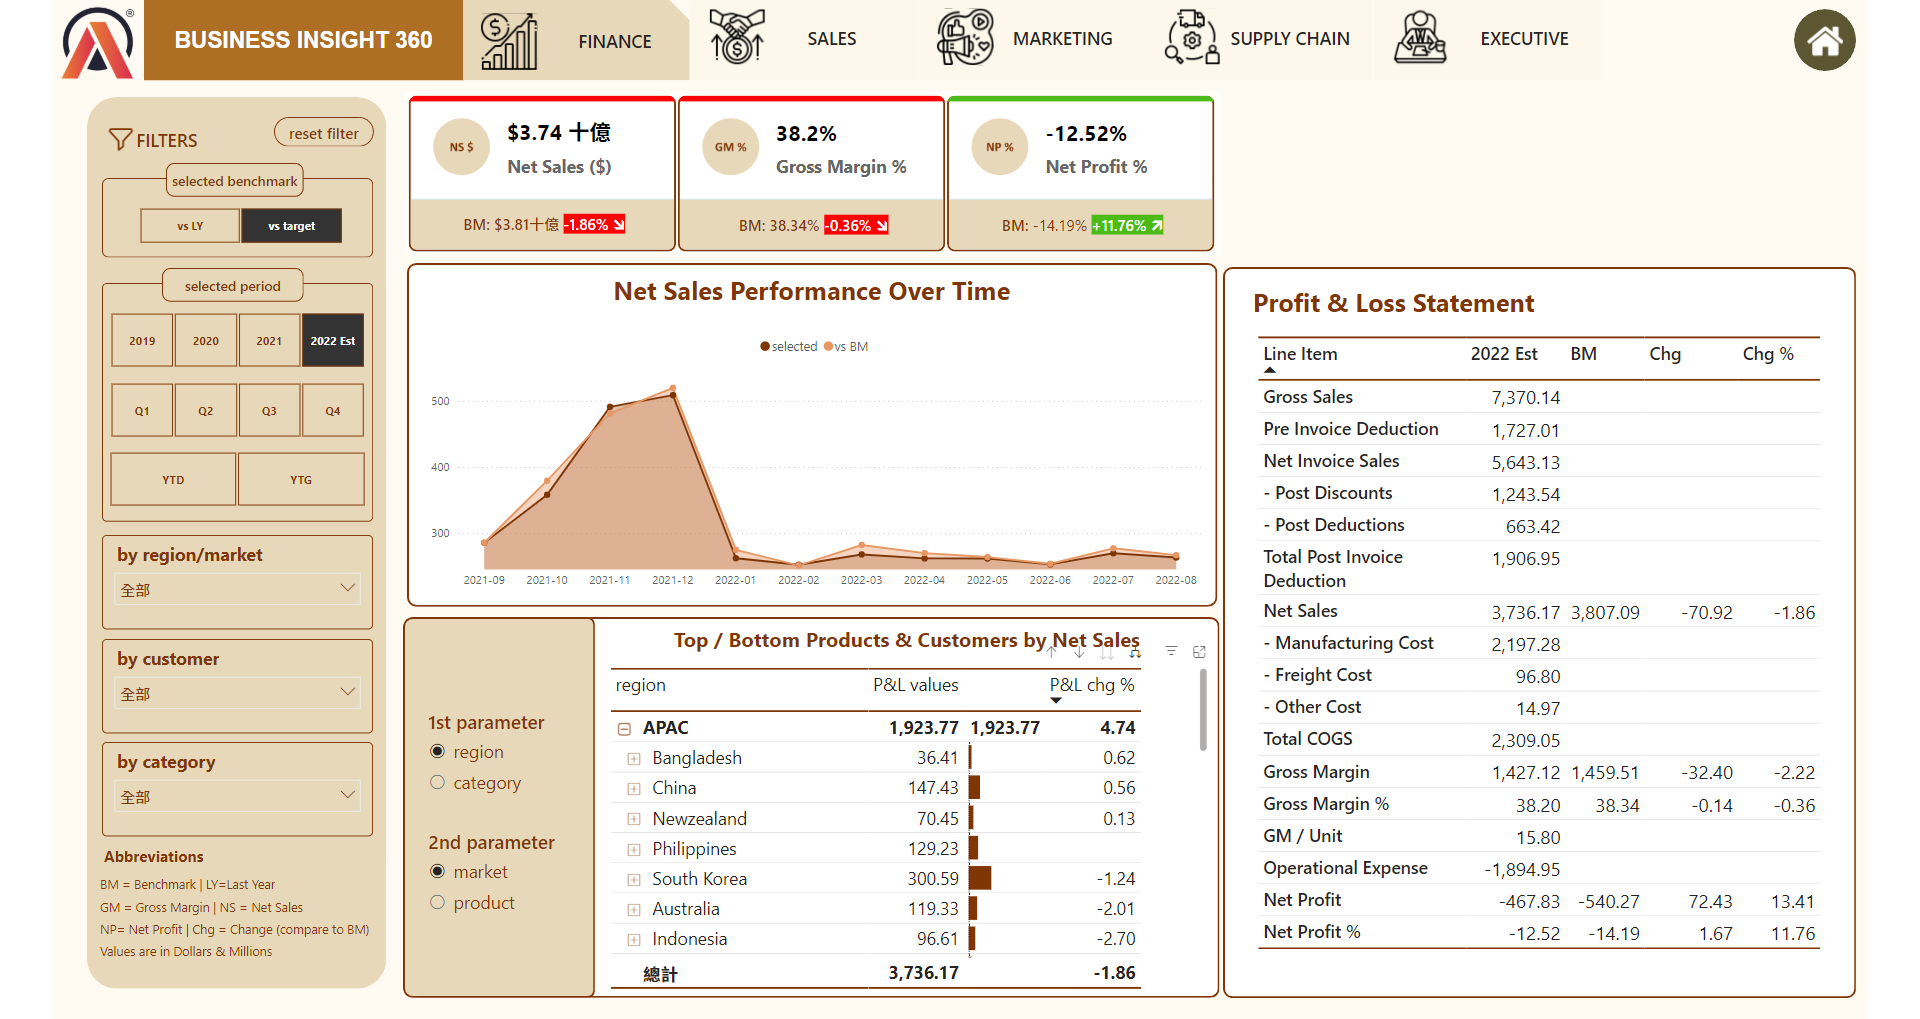 ®
BUSINESS INSIGHT 360
FINANCE
SALES
MARKETING
SUPPLY CHAIN
EXECUTIVE
FILTERS
reset filter
selected benchmark
vs LY
vs target
selected period
2019
2020
2021
2022 Est
Q1
Q2
Q3
Q4
YTD
YTG
by region/market
全部
by customer
全部
by category
全部
Abbreviations
BM = Benchmark | LY=Last Year
GM = Gross Margin | NS = Net Sales
NP= Net Profit | Chg = Change (compare to BM)
Values are in Dollars & Millions
NS $
$3.74 十億
Net Sales ($)
BM: $3.81十億 -1.86% ↘
GM %
38.2%
Gross Margin %
BM: 38.34% -0.36% ↘
NP %
-12.52%
Net Profit %
BM: -14.19% +11.76% ↗
Net Sales Performance Over Time
selected vs BM
500
400
300
2021-09 2021-10 2021-11 2021-12 2022-01 2022-02 2022-03 2022-04 2022-05 2022-06 2022-07 2022-08
1st parameter
region
category
2nd parameter
market
product
Top / Bottom Products & Customers by Net Sales
region P&L values P&L chg %
APAC 1,923.77 1,923.77 4.74
Bangladesh 36.41 0.62
China 147.43 0.56
Newzealand 70.45 0.13
Philippines 129.23
South Korea 300.59 -1.24
Australia 119.33 -2.01
Indonesia 96.61 -2.70
總計 3,736.17 -1.86
Profit & Loss Statement
Line Item 2022 Est BM Chg Chg %
Gross Sales 7,370.14
Pre Invoice Deduction 1,727.01
Net Invoice Sales 5,643.13
- Post Discounts 1,243.54
- Post Deductions 663.42
Total Post Invoice 1,906.95
Deduction
Net Sales 3,736.17 3,807.09 -70.92 -1.86
- Manufacturing Cost 2,197.28
- Freight Cost 96.80
- Other Cost 14.97
Total COGS 2,309.05
Gross Margin 1,427.12 1,459.51 -32.40 -2.22
Gross Margin % 38.20 38.34 -0.14 -0.36
GM / Unit 15.80
Operational Expense -1,894.95
Net Profit -467.83 -540.27 72.43 13.41
Net Profit % -12.52 -14.19 1.67 11.76